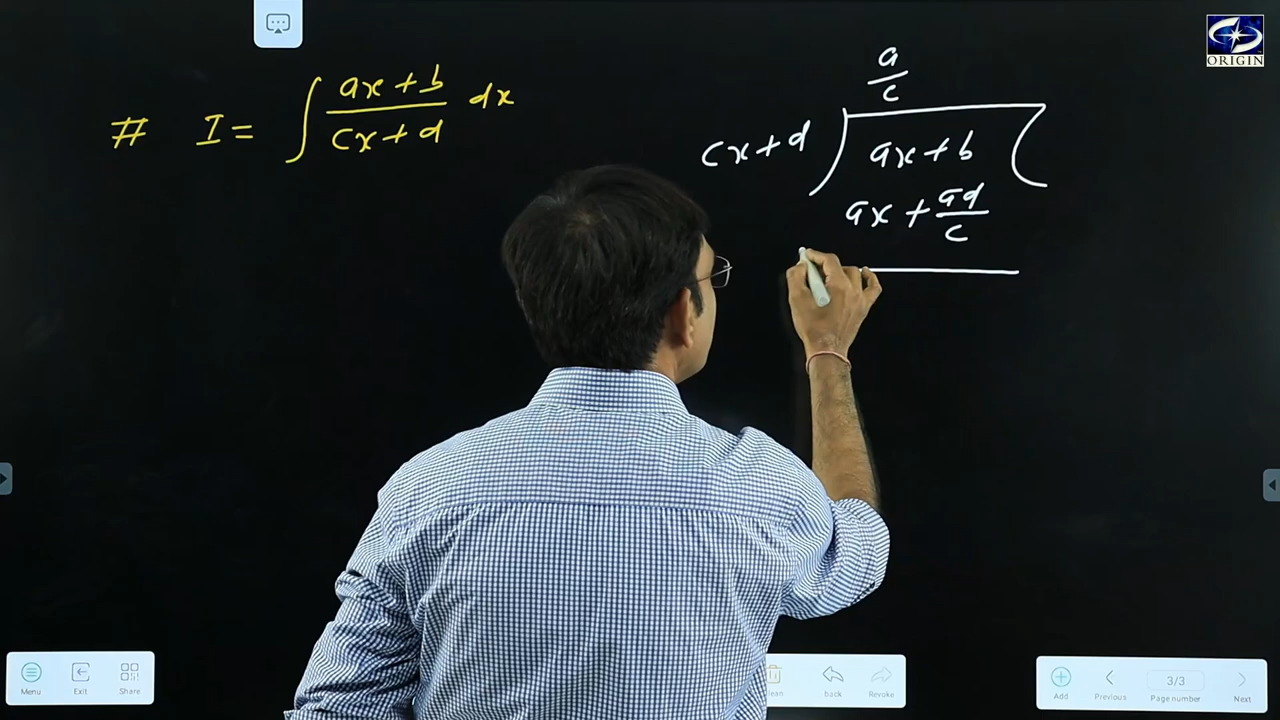 # I = ∫ (ax + b)/(cx + d) dx
a/c
cx + d ) ax + b (
ax + ad/c
ORIGIN
Menu Exit Share
back Revoke
Add Previous 3/3 Page number Next